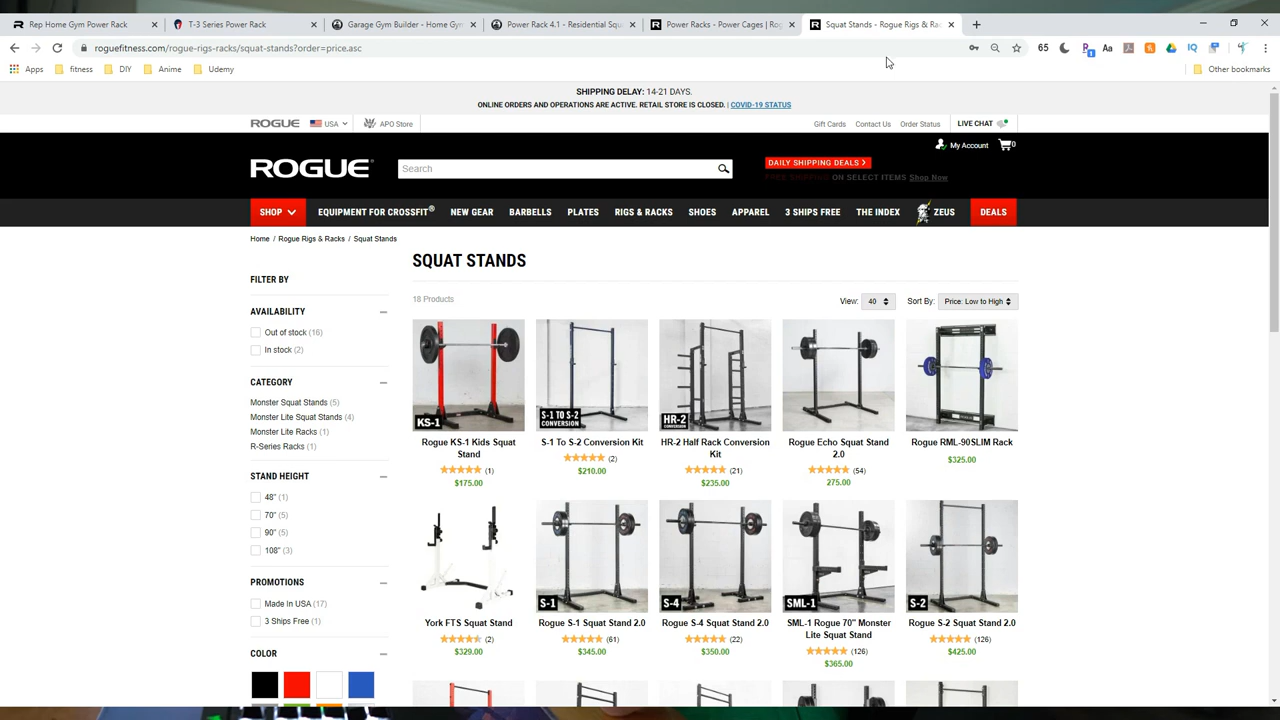 Rep Home Gym Power Rack
T-3 Series Power Rack
Garage Gym Builder - Home Gy
Power Rack 4.1 - Residential Squ
Power Racks - Power Cages | Rog
Squat Stands - Rogue Rigs & Rac
roguefitness.com/rogue-rigs-racks/squat-stands?order=price.asc
65
Aa
IQ
Apps
fitness
DIY
Anime
Udemy
Other bookmarks
SHIPPING DELAY: 14-21 DAYS.
ONLINE ORDERS AND OPERATIONS ARE ACTIVE. RETAIL STORE IS CLOSED. | COVID-19 STATUS
ROGUE
USA
APO Store
Gift Cards
Contact Us
Order Status
LIVE CHAT
My Account
0
ROGUE®
Search
DAILY SHIPPING DEALS >
FREE SHIPPING ON SELECT ITEMS Shop Now
SHOP
EQUIPMENT FOR CROSSFIT®
NEW GEAR
BARBELLS
PLATES
RIGS & RACKS
SHOES
APPAREL
3 SHIPS FREE
THE INDEX
ZEUS
DEALS
Home / Rogue Rigs & Racks / Squat Stands
SQUAT STANDS
18 Products
View: 40
Sort By: Price: Low to High
FILTER BY
AVAILABILITY
Out of stock (16)
In stock (2)
CATEGORY
Monster Squat Stands (5)
Monster Lite Squat Stands (4)
Monster Lite Racks (1)
R-Series Racks (1)
STAND HEIGHT
48" (1)
70" (5)
90" (5)
108" (3)
PROMOTIONS
Made In USA (17)
3 Ships Free (1)
COLOR
KS-1
Rogue KS-1 Kids Squat
Stand
(1)
$175.00
S-1 TO S-2
CONVERSION
S-1 To S-2 Conversion Kit
(2)
$210.00
HR-2
CONVERSION
HR-2 Half Rack Conversion
Kit
(21)
$235.00
Rogue Echo Squat Stand
2.0
(54)
275.00
Rogue RML-90SLIM Rack
$325.00
York FTS Squat Stand
(2)
$329.00
S-1
Rogue S-1 Squat Stand 2.0
(61)
$345.00
S-4
Rogue S-4 Squat Stand 2.0
(22)
$350.00
SML-1
SML-1 Rogue 70" Monster
Lite Squat Stand
(126)
$365.00
S-2
Rogue S-2 Squat Stand 2.0
(126)
$425.00